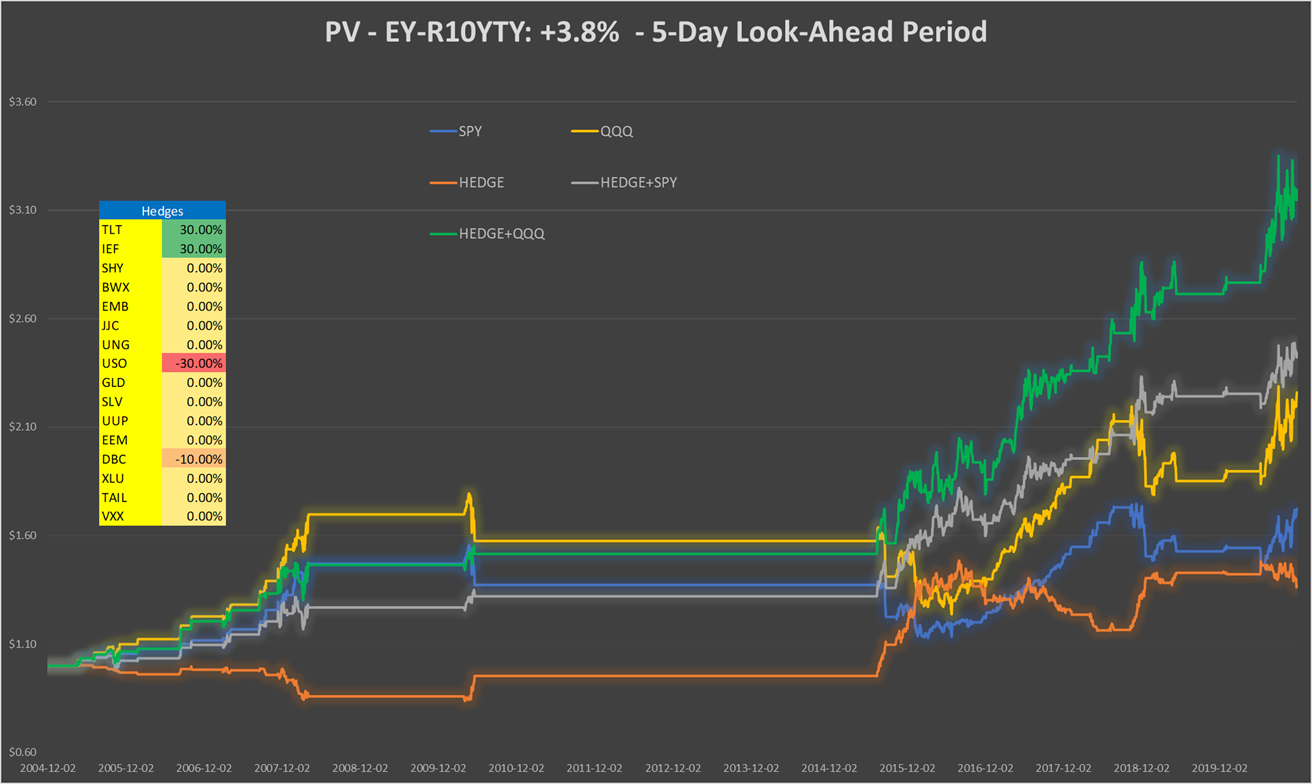 PV - EY-R10YTY: +3.8% - 5-Day Look-Ahead Period
$3.60
SPY QQQ
HEDGE HEDGE+SPY
HEDGE+QQQ
Hedges
TLT 30.00%
IEF 30.00%
SHY 0.00%
BWX 0.00%
EMB 0.00%
JJC 0.00%
UNG 0.00%
USO -30.00%
GLD 0.00%
SLV 0.00%
UUP 0.00%
EEM 0.00%
DBC -10.00%
XLU 0.00%
TAIL 0.00%
VXX 0.00%
$3.10
$2.60
$2.10
$1.60
$1.10
$0.60
2004-12-02 2005-12-02 2006-12-02 2007-12-02 2008-12-02 2009-12-02 2010-12-02 2011-12-02 2012-12-02 2013-12-02 2014-12-02 2015-12-02 2016-12-02 2017-12-02 2018-12-02 2019-12-02